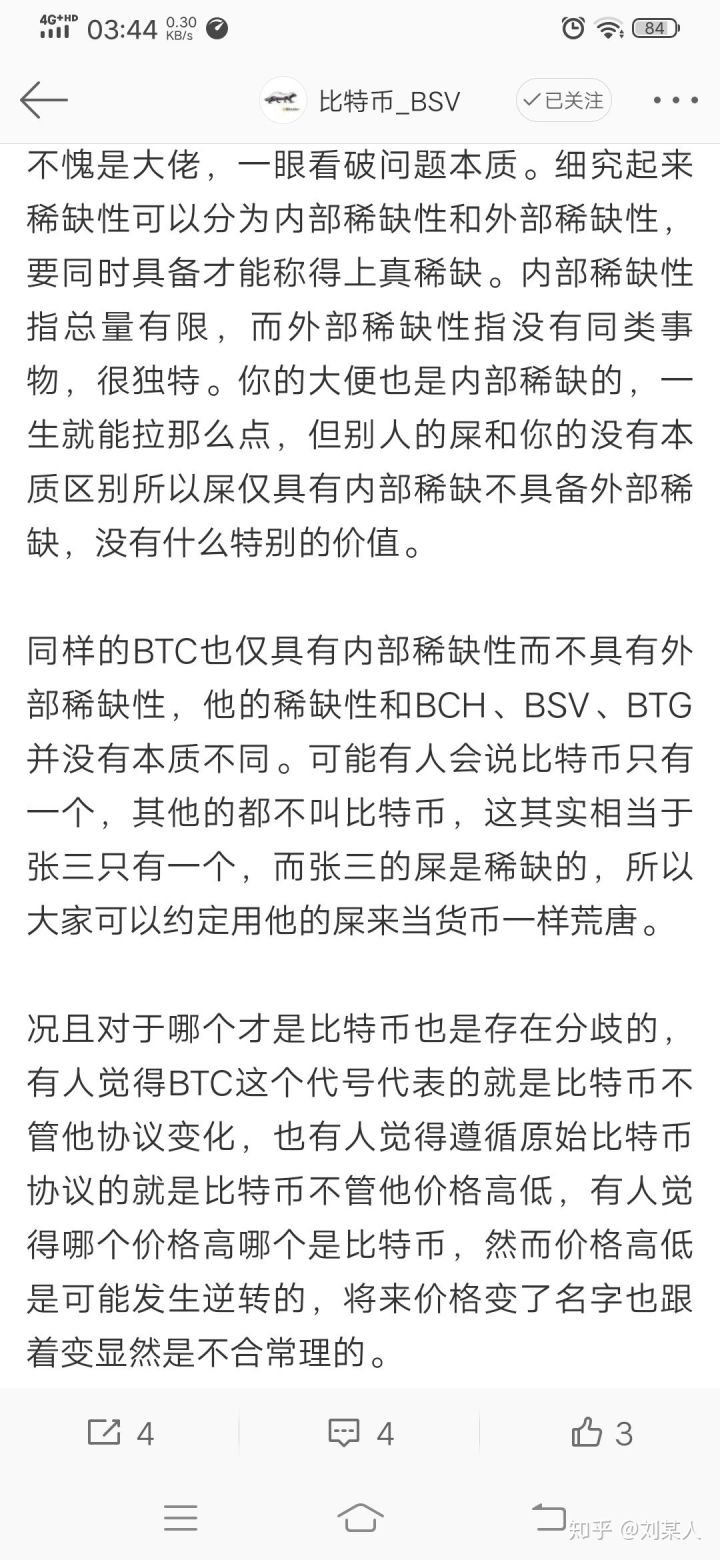 4G+HD 03:44 0.30 KB/s 84
比特币_BSV 已关注
不愧是大佬，一眼看破问题本质。细究起来
稀缺性可以分为内部稀缺性和外部稀缺性，
要同时具备才能称得上真稀缺。内部稀缺性
指总量有限，而外部稀缺性指没有同类事
物，很独特。你的大便也是内部稀缺的，一
生就能拉那么点，但别人的屎和你的没有本
质区别所以屎仅具有内部稀缺不具备外部稀
缺，没有什么特别的价值。
同样的BTC也仅具有内部稀缺性而不具有外
部稀缺性，他的稀缺性和BCH、BSV、BTG
并没有本质不同。可能有人会说比特币只有
一个，其他的都不叫比特币，这其实相当于
张三只有一个，而张三的屎是稀缺的，所以
大家可以约定用他的屎来当货币一样荒唐。
况且对于哪个才是比特币也是存在分歧的，
有人觉得BTC这个代号代表的就是比特币不
管他协议变化，也有人觉得遵循原始比特币
协议的就是比特币不管他价格高低，有人觉
得哪个价格高哪个是比特币，然而价格高低
是可能发生逆转的，将来价格变了名字也跟
着变显然是不合常理的。
4 4 3
知乎 @刘某人